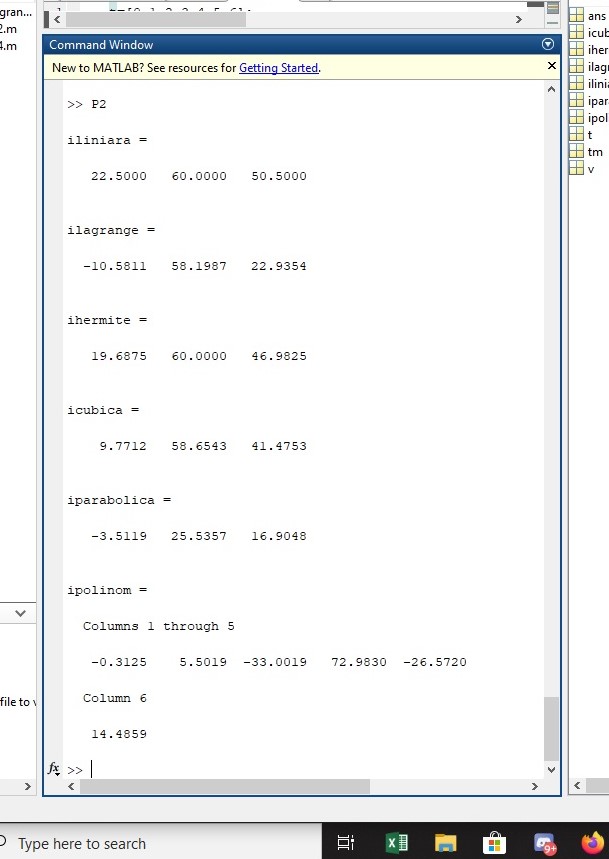 gran...
2.m
4.m
Command Window
New to MATLAB? See resources for Getting Started.
>> P2
iliniara =
22.5000 60.0000 50.5000
ilagrange =
-10.5811 58.1987 22.9354
ihermite =
19.6875 60.0000 46.9825
icubica =
9.7712 58.6543 41.4753
iparabolica =
-3.5119 25.5357 16.9048
ipolinom =
Columns 1 through 5
-0.3125 5.5019 -33.0019 72.9830 -26.5720
Column 6
14.4859
fx >>
ans
icub
iher
ilag
ilini
ipar
ipol
t
tm
v
file to v
Type here to search
9+